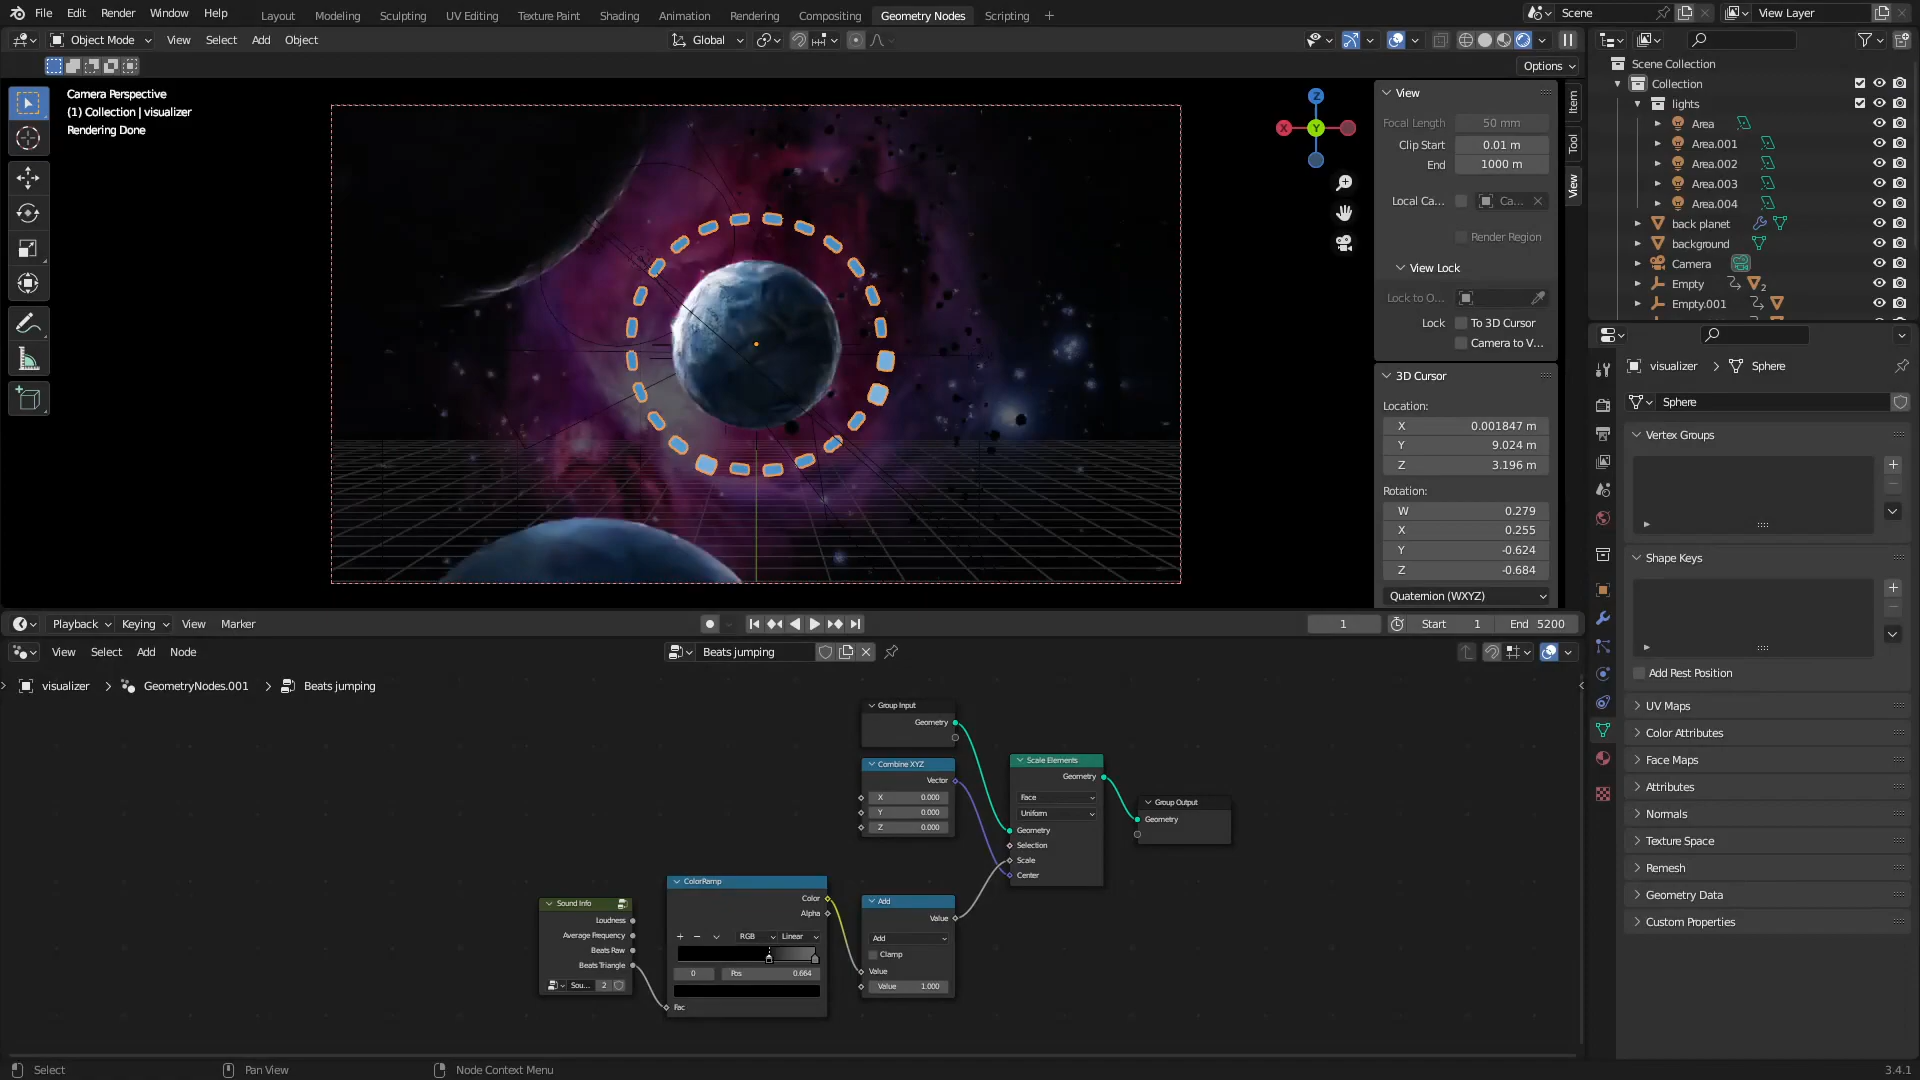 File Edit Render Window Help
Layout Modeling Sculpting UV Editing Texture Paint Shading Animation Rendering Compositing Geometry Nodes Scripting +
Scene
View Layer
Object Mode View Select Add Object
Global
Options
Camera Perspective
(1) Collection | visualizer
Rendering Done
Z
X
Y
View
Focal Length 50 mm
Clip Start 0.01 m
End 1000 m
Local Ca... Ca...
Render Region
View Lock
Lock to O...
Lock To 3D Cursor
Camera to V...
3D Cursor
Location:
X 0.001847 m
Y 9.024 m
Z 3.196 m
Rotation:
W 0.279
X 0.255
Y -0.624
Z -0.684
Quaternion (WXYZ)
Item
Tool
View
Scene Collection
Collection
lights
Area
Area.001
Area.002
Area.003
Area.004
back planet
background
Camera
Empty 2
Empty.001
visualizer > Sphere
Sphere
Vertex Groups
Shape Keys
Add Rest Position
UV Maps
Color Attributes
Face Maps
Attributes
Normals
Texture Space
Remesh
Geometry Data
Custom Properties
Playback Keying View Marker
1 Start 1 End 5200
View Select Add Node
Beats jumping
visualizer > GeometryNodes.001 > Beats jumping
Group Input
Geometry
Combine XYZ
Vector
X 0.000
Y 0.000
Z 0.000
Scale Elements
Geometry
Face
Uniform
Geometry
Selection
Scale
Center
Group Output
Geometry
Sound Info
Loudness
Average Frequency
Beats Raw
Beats Triangle
Sou... 2
ColorRamp
Color
Alpha
RGB Linear
0 Pos 0.664
Fac
Add
Value
Add
Clamp
Value
Value 1.000
Select Pan View Node Context Menu 3.4.1